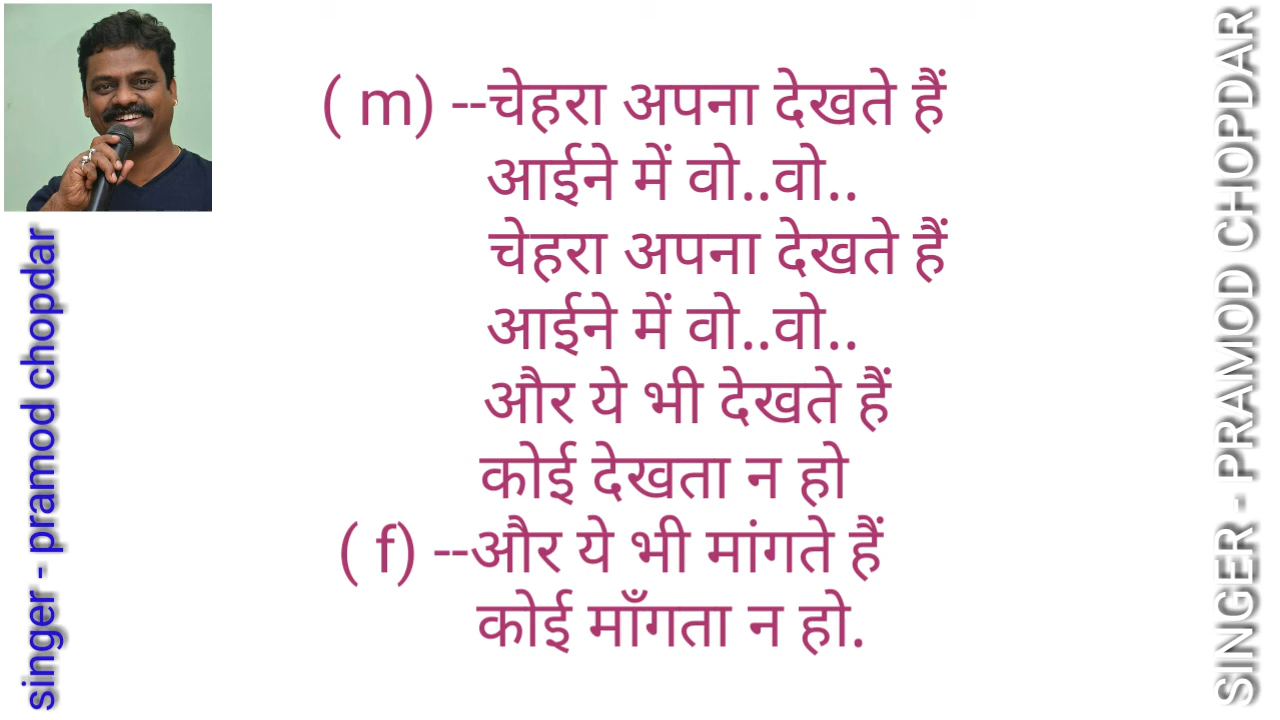 ( m) --चेहरा अपना देखते हैं
आईने में वो..वो..
चेहरा अपना देखते हैं
आईने में वो..वो..
और ये भी देखते हैं
कोई देखता न हो
( f) --और ये भी मांगते हैं
कोई माँगता न हो.
singer - pramod chopdar
SINGER - PRAMOD CHOPDAR